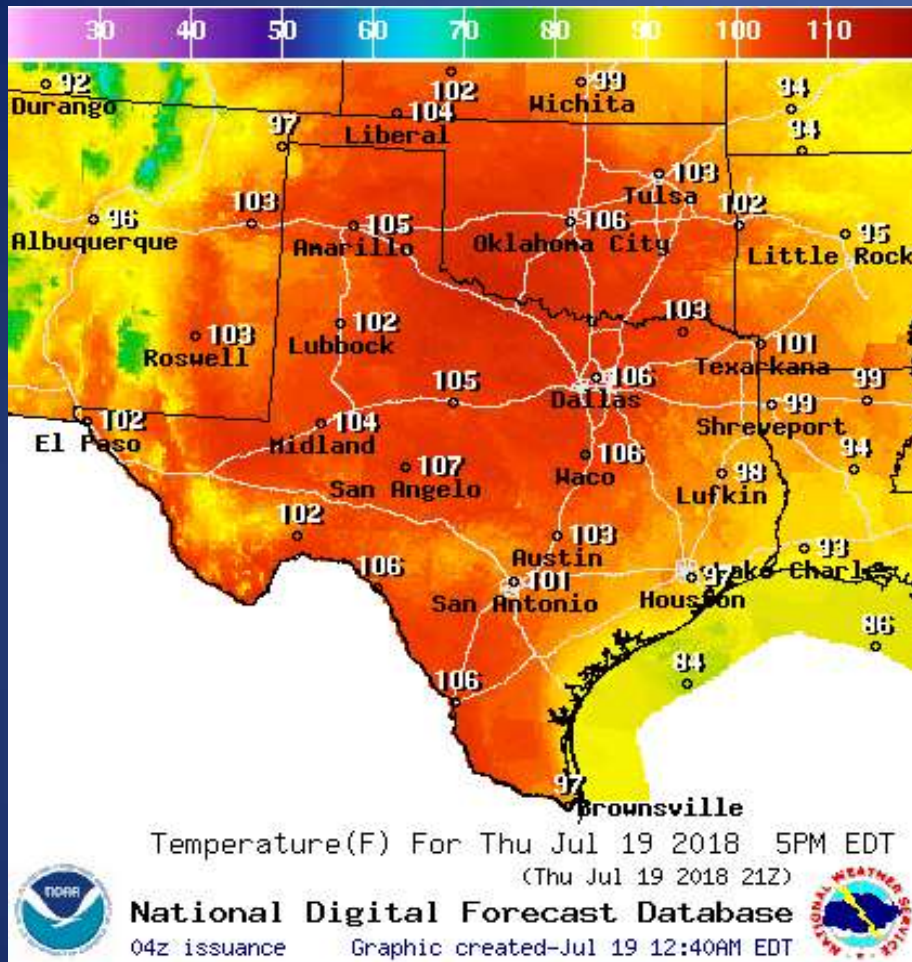 30 40 50 60 70 80 90 100 110
92
Durango
102
99
Wichita
104
Liberal
97
94
94
103
Tulsa
96
Albuquerque
103
105
Amarillo
106
Oklahoma City
102
95
Little Rock
103
Roswell
102
Lubbock
103
101
Texarkana
106
Dallas
105
99
99
Shreveport
102
El Paso
104
Midland
107
San Angelo
106
Waco
98
Lufkin
94
102
103
Austin
93
Lake Charles
106
101
San Antonio
97
Houston
86
84
106
97
Brownsville
Temperature(F) For Thu Jul 19 2018 5PM EDT
(Thu Jul 19 2018 21Z)
NOAA
National Digital Forecast Database
04z issuance Graphic created-Jul 19 12:40AM EDT
NATIONAL WEATHER SERVICE